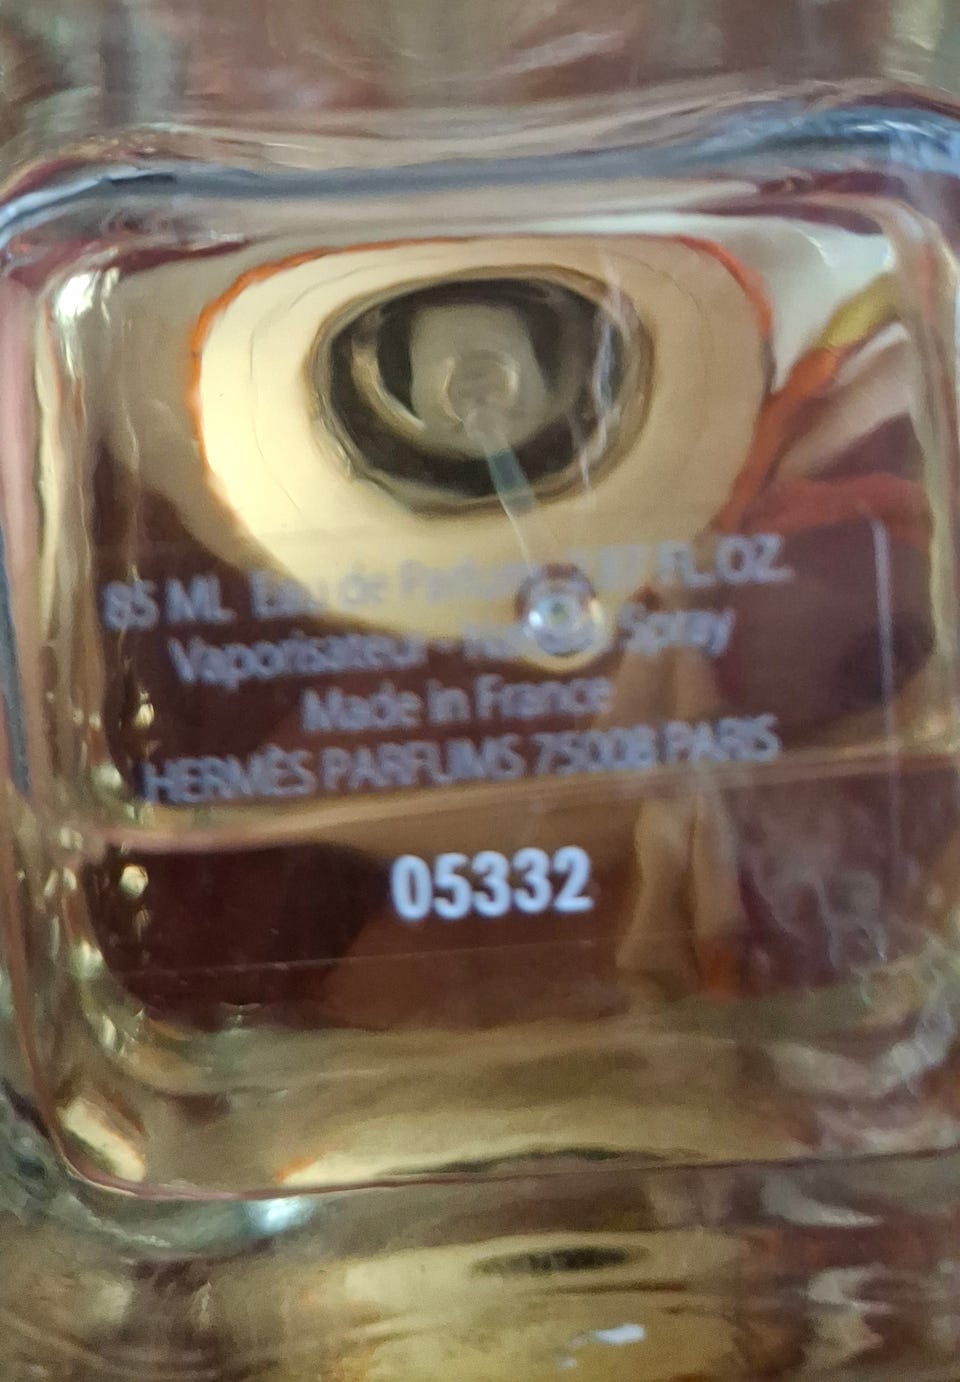 85 ML Eau de Parfum FL.OZ.
Vaporisateur - Spray
Made in France
HERMÈS PARFUMS 75008 PARIS
05332